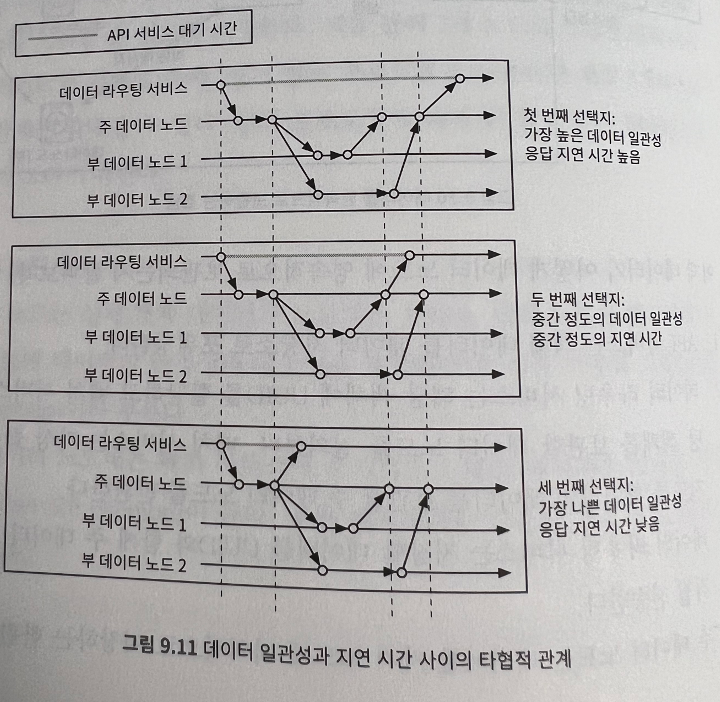 API 서비스 대기 시간
데이터 라우팅 서비스
주 데이터 노드
부 데이터 노드 1
부 데이터 노드 2
첫 번째 선택지:
가장 높은 데이터 일관성
응답 지연 시간 높음
데이터 라우팅 서비스
주 데이터 노드
부 데이터 노드 1
부 데이터 노드 2
두 번째 선택지:
중간 정도의 데이터 일관성
중간 정도의 지연 시간
데이터 라우팅 서비스
주 데이터 노드
부 데이터 노드 1
부 데이터 노드 2
세 번째 선택지:
가장 나쁜 데이터 일관성
응답 지연 시간 낮음
그림 9.11 데이터 일관성과 지연 시간 사이의 타협적 관계